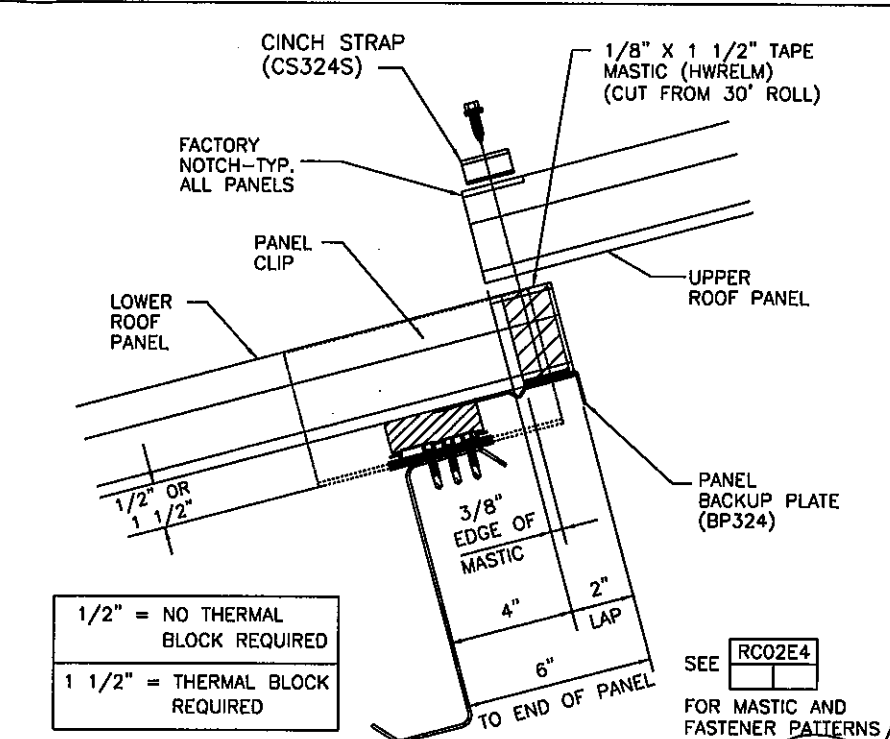 CINCH STRAP
(CS324S)
1/8" X 1 1/2" TAPE
MASTIC (HWRELM)
(CUT FROM 30' ROLL)
FACTORY
NOTCH-TYP.
ALL PANELS
PANEL
CLIP
UPPER
ROOF PANEL
LOWER
ROOF
PANEL
1/2" OR
1 1/2"
3/8"
EDGE OF
MASTIC
PANEL
BACKUP PLATE
(BP324)
4"
2"
LAP
6"
TO END OF PANEL
1/2" = NO THERMAL
BLOCK REQUIRED
1 1/2" = THERMAL BLOCK
REQUIRED
SEE RC02E4
FOR MASTIC AND
FASTENER PATTERNS